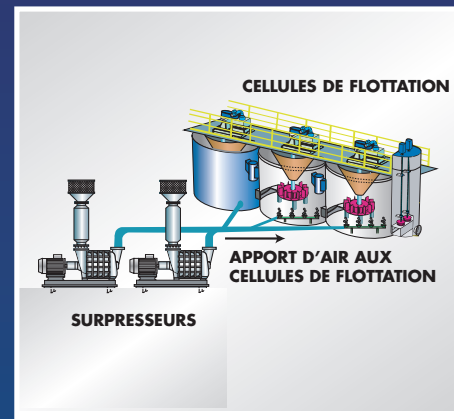 CELLULES DE FLOTTATION
APPORT D'AIR AUX
CELLULES DE FLOTTATION
SURPRESSEURS